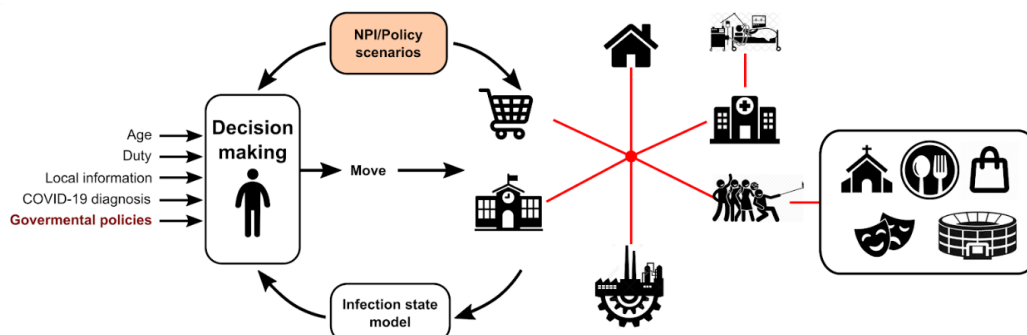 NPI/Policy
scenarios
Decision
making
Age
Duty
Local information
COVID-19 diagnosis
Govermental policies
Move
Infection state
model